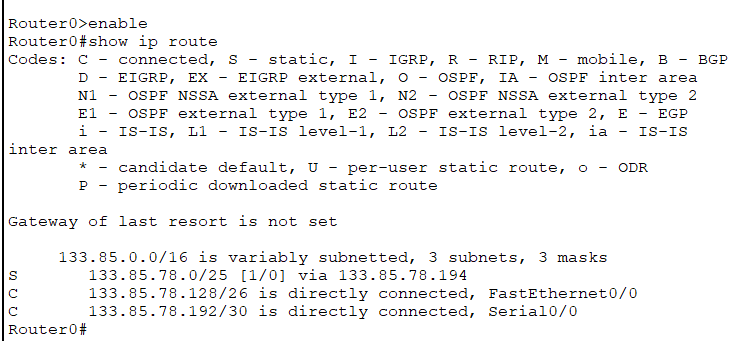 Router0>enable
Router0#show ip route
Codes: C - connected, S - static, I - IGRP, R - RIP, M - mobile, B - BGP
       D - EIGRP, EX - EIGRP external, O - OSPF, IA - OSPF inter area
       N1 - OSPF NSSA external type 1, N2 - OSPF NSSA external type 2
       E1 - OSPF external type 1, E2 - OSPF external type 2, E - EGP
       i - IS-IS, L1 - IS-IS level-1, L2 - IS-IS level-2, ia - IS-IS
inter area
       * - candidate default, U - per-user static route, o - ODR
       P - periodic downloaded static route
Gateway of last resort is not set
     133.85.0.0/16 is variably subnetted, 3 subnets, 3 masks
S       133.85.78.0/25 [1/0] via 133.85.78.194
C       133.85.78.128/26 is directly connected, FastEthernet0/0
C       133.85.78.192/30 is directly connected, Serial0/0
Router0#